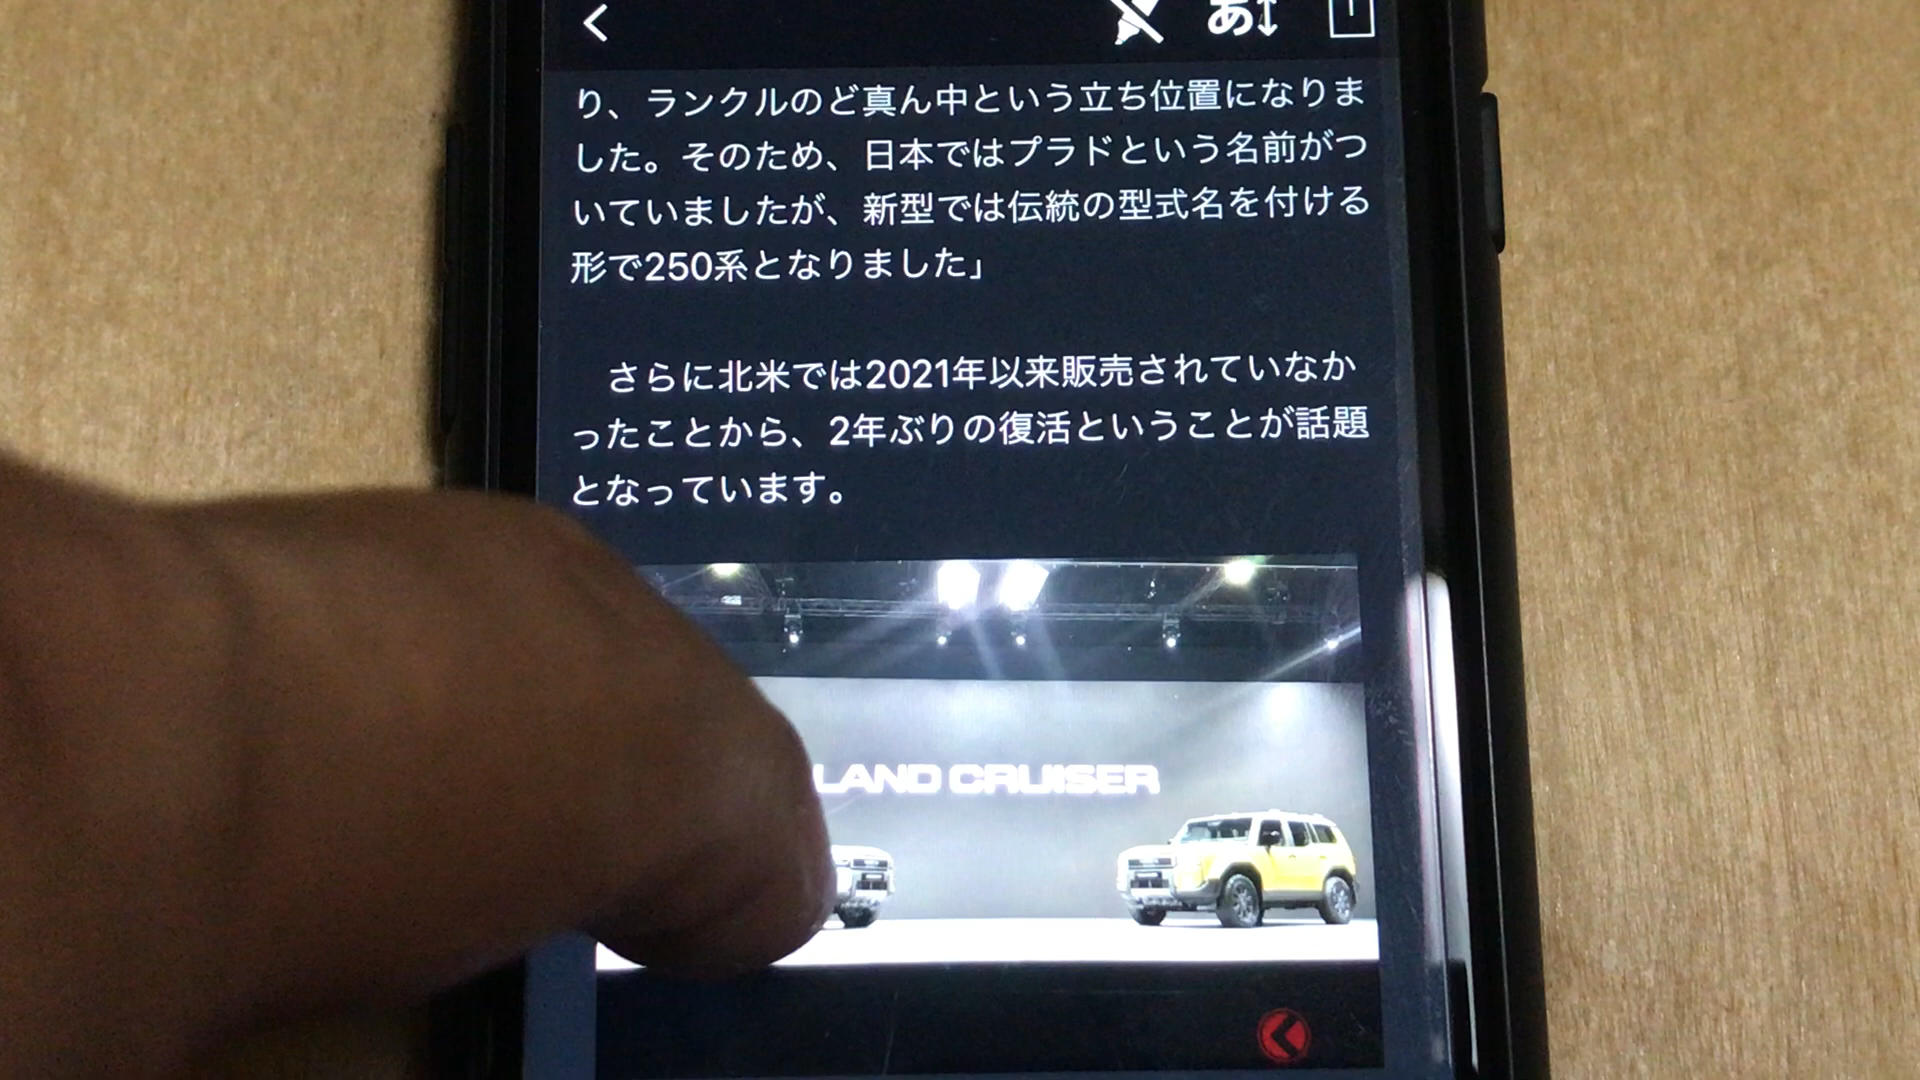 あ
り、ランクルのど真ん中という立ち位置になりま
した。そのため、日本ではプラドという名前がつ
いていましたが、新型では伝統の型式名を付ける
形で250系となりました」
さらに北米では2021年以来販売されていなか
ったことから、2年ぶりの復活ということが話題
となっています。
LAND CRUISER